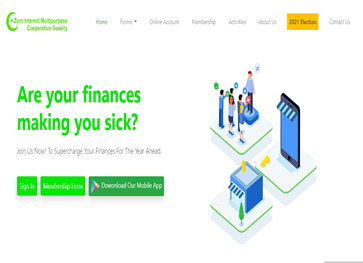 Zero Interest Multipurpose
Cooperative Society
Home
Forms
Online Account
Membership
Activities
About Us
2021 Election
Contact Us
Are your finances
making you sick?
Join Us Now! To Supercharge Your Finances For The Year Ahead.
Sign In
Membership Form
Dowonload Our Mobile App